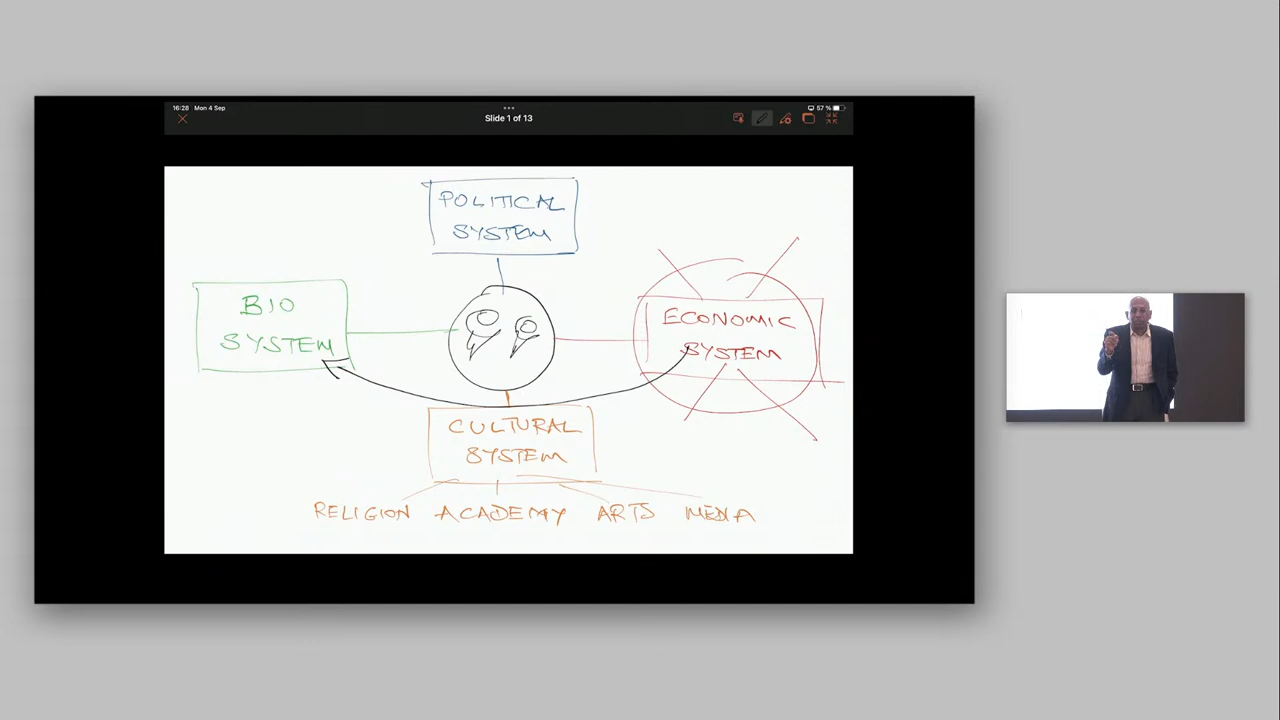 16:28 Mon 4 Sep
57 %
Slide 1 of 13
POLITICAL
SYSTEM
BIO
SYSTEM
ECONOMIC
SYSTEM
CULTURAL
SYSTEM
RELIGION ACADEMY ARTS MEDIA